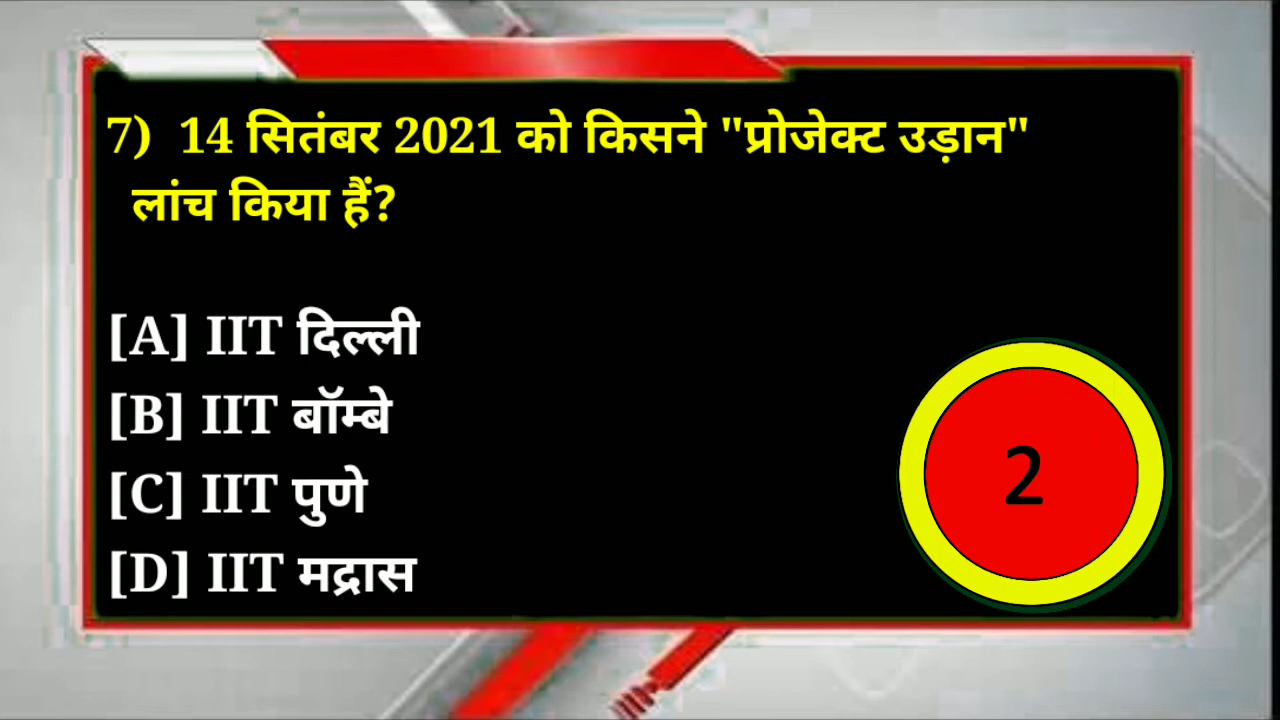 7) 14 सितंबर 2021 को किसने "प्रोजेक्ट उड़ान"
लांच किया हैं?
[A] IIT दिल्ली
[B] IIT बॉम्बे
[C] IIT पुणे
[D] IIT मद्रास
2